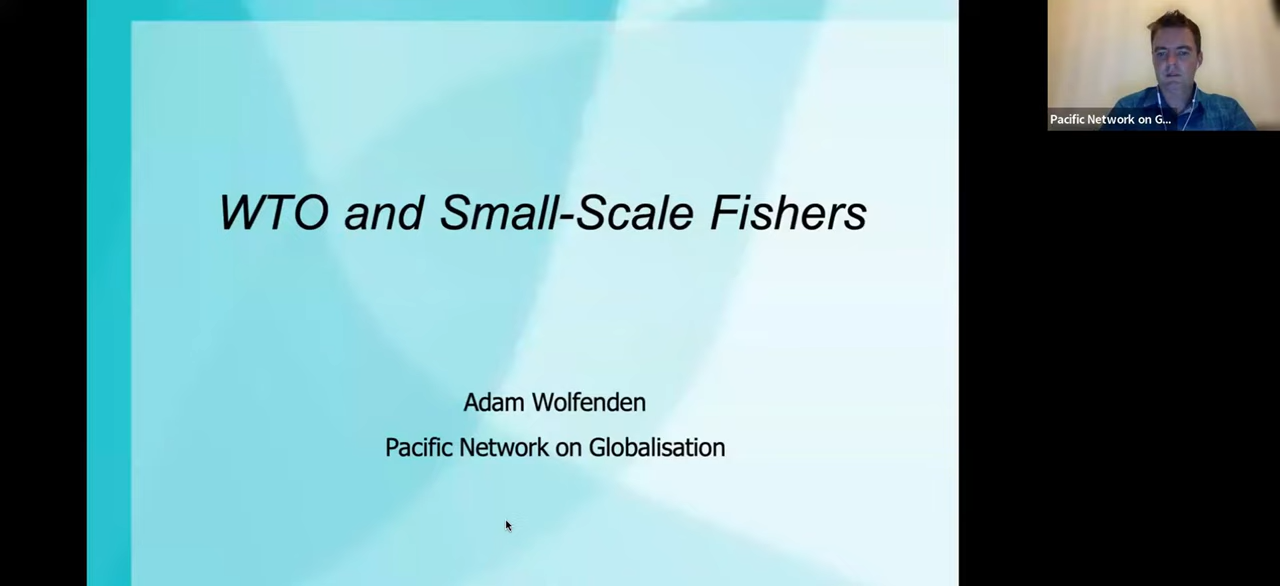 WTO and Small-Scale Fishers
Adam Wolfenden
Pacific Network on Globalisation
Pacific Network on G...